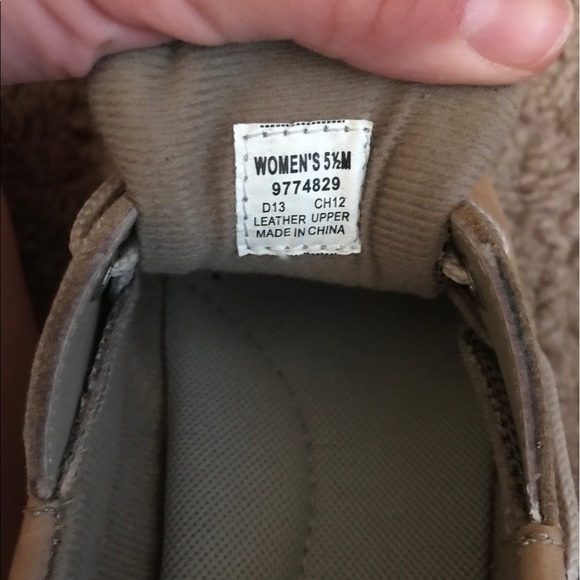 WOMEN'S 5½M
9774829
D13 CH12
LEATHER UPPER
MADE IN CHINA